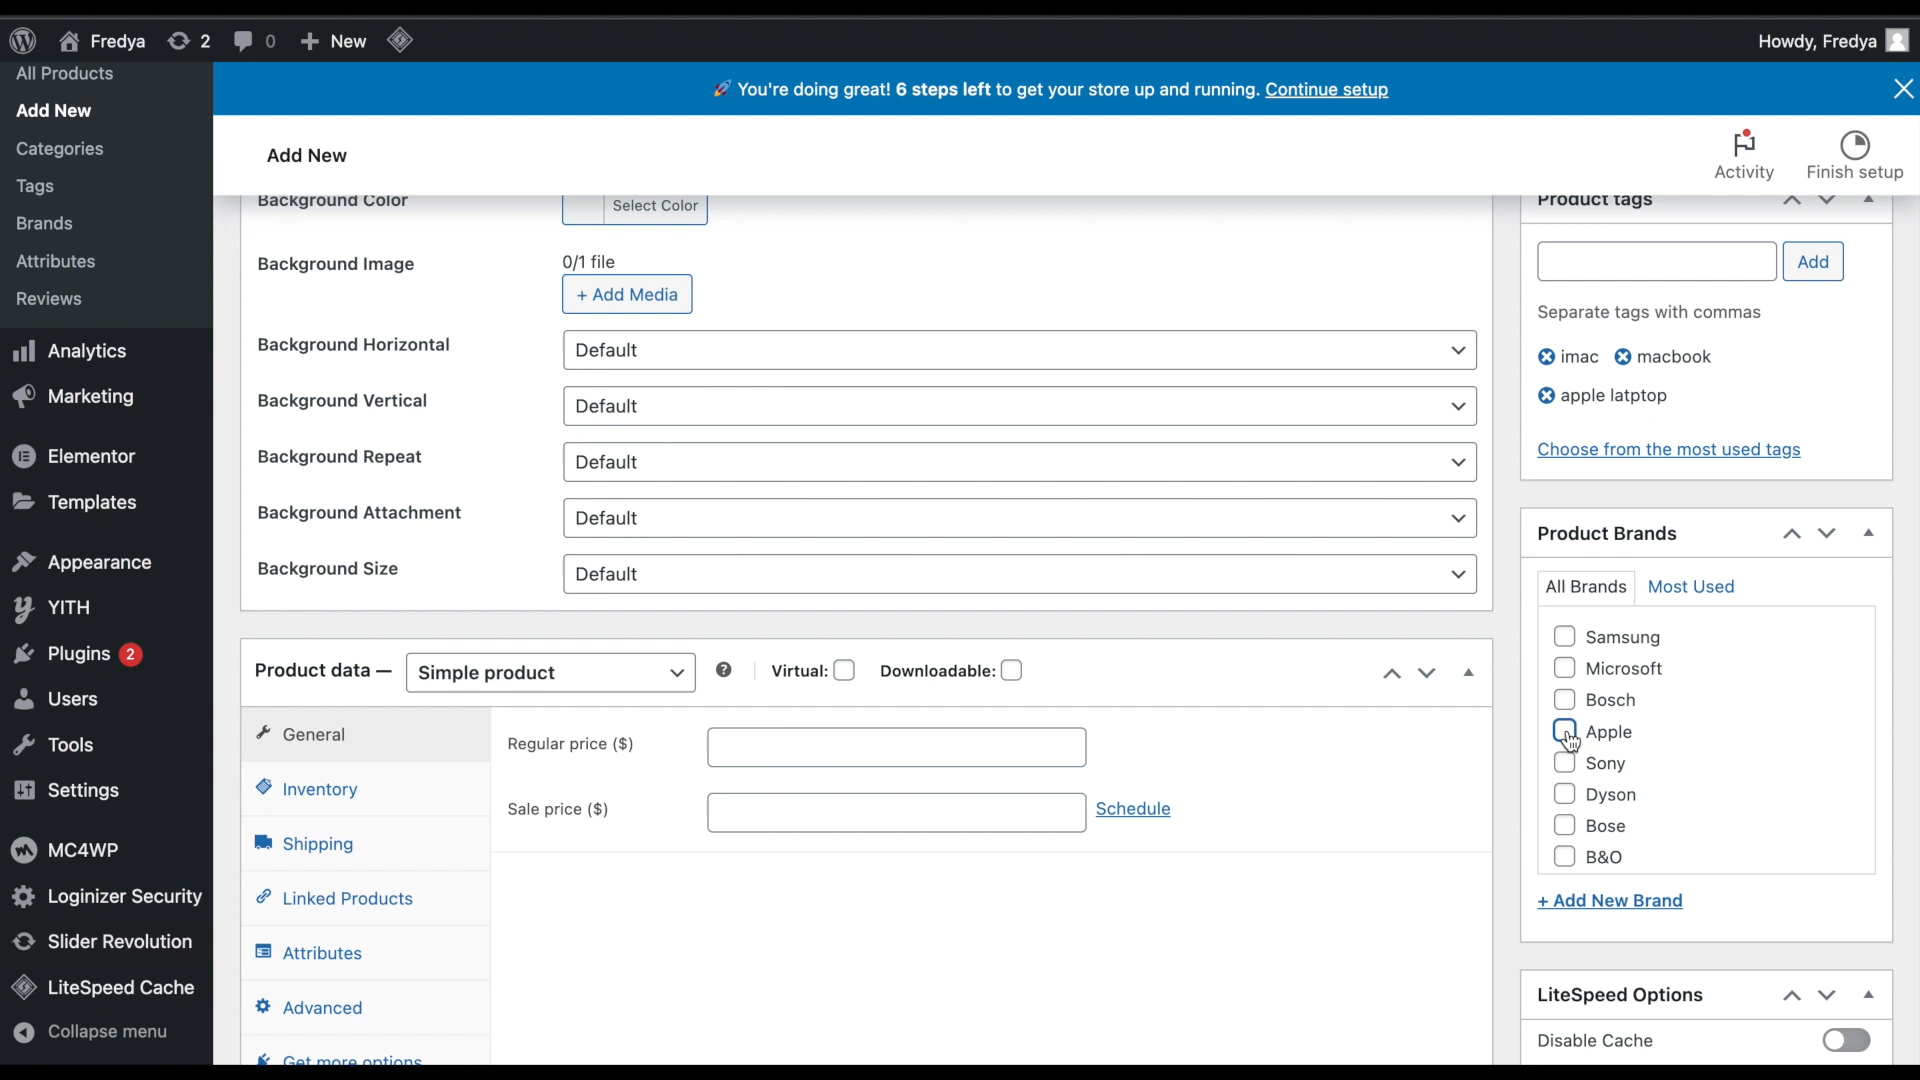 Fredya 2 0 New Howdy, Fredya
All Products
Add New
Categories
Tags
Brands
Attributes
Reviews
Analytics
Marketing
Elementor
Templates
Appearance
YITH
Plugins 2
Users
Tools
Settings
MC4WP
Loginizer Security
Slider Revolution
LiteSpeed Cache
Collapse menu
🚀 You're doing great! 6 steps left to get your store up and running. Continue setup
Add New
Activity
Finish setup
Background Color Select Color
Background Image 0/1 file
+ Add Media
Background Horizontal Default
Background Vertical Default
Background Repeat Default
Background Attachment Default
Background Size Default
Product data — Simple product Virtual: Downloadable:
General
Inventory
Shipping
Linked Products
Attributes
Advanced
Get more options
Regular price ($)
Sale price ($) Schedule
Product tags
Add
Separate tags with commas
imac macbook
apple latptop
Choose from the most used tags
Product Brands
All Brands Most Used
Samsung
Microsoft
Bosch
Apple
Sony
Dyson
Bose
B&O
+ Add New Brand
LiteSpeed Options
Disable Cache